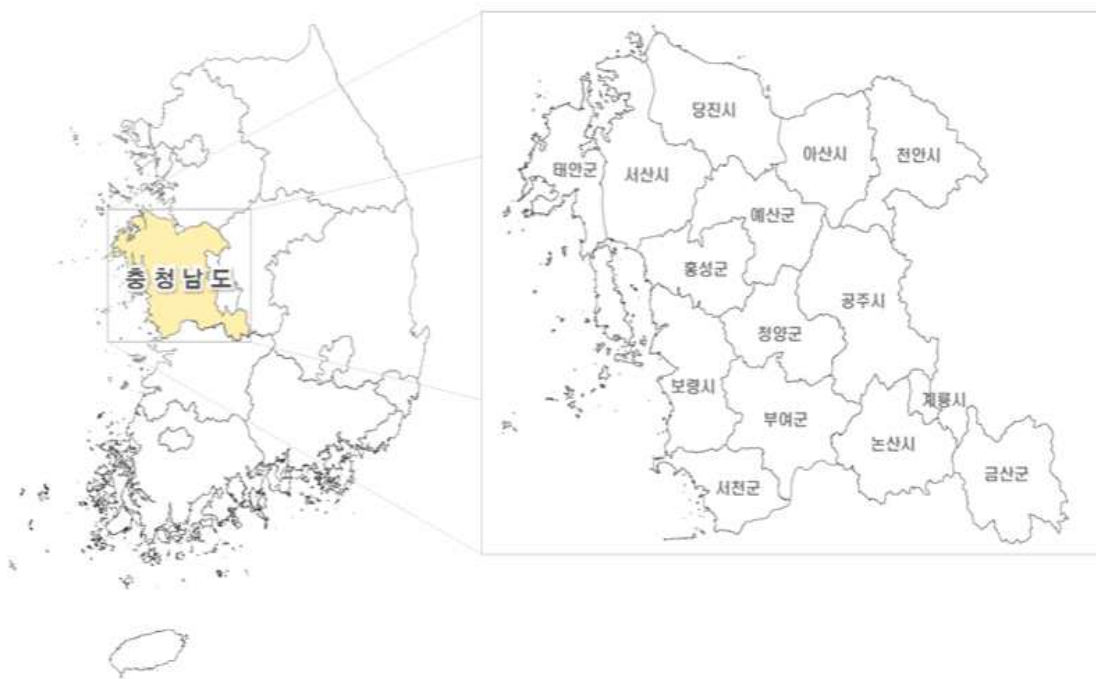 충청남도
당진시
아산시
천안시
태안군
서산시
예산군
홍성군
공주시
청양군
보령시
부여군
계룡시
논산시
서천군
금산군